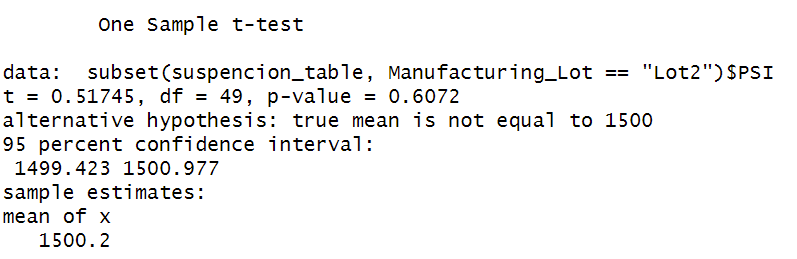 One Sample t-test
data:  subset(suspencion_table, Manufacturing_Lot == "Lot2")$PSI
t = 0.51745, df = 49, p-value = 0.6072
alternative hypothesis: true mean is not equal to 1500
95 percent confidence interval:
1499.423 1500.977
sample estimates:
mean of x
1500.2